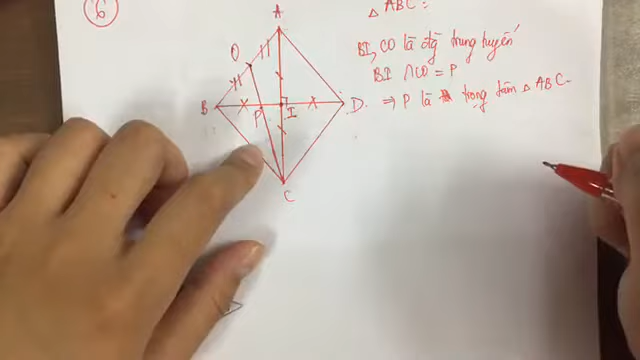 6
△ ABC:
BI, CO là đg trung tuyến
BI ∩ CO = P
⇒ P là trọng tâm △ ABC.
A
O
B
P
I
D.
C